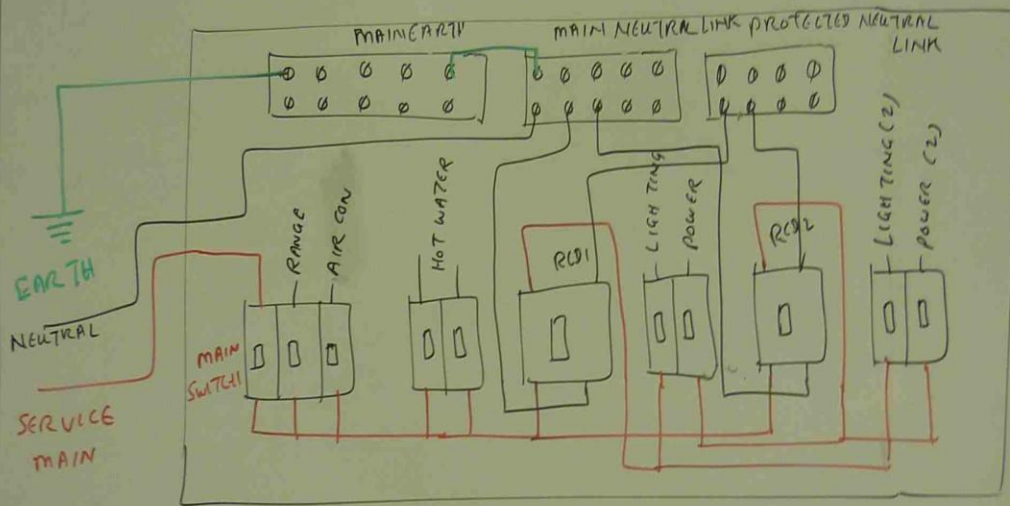 MAIN EARTH
MAIN NEUTRAL LINK
PROTECTED NEUTRAL
LINK
RANGE
AIR CON
HOT WATER
RCD1
LIGHTING
POWER
RCD2
LIGHTING (2)
POWER (2)
EARTH
NEUTRAL
MAIN
SWITCH
SERVICE
MAIN